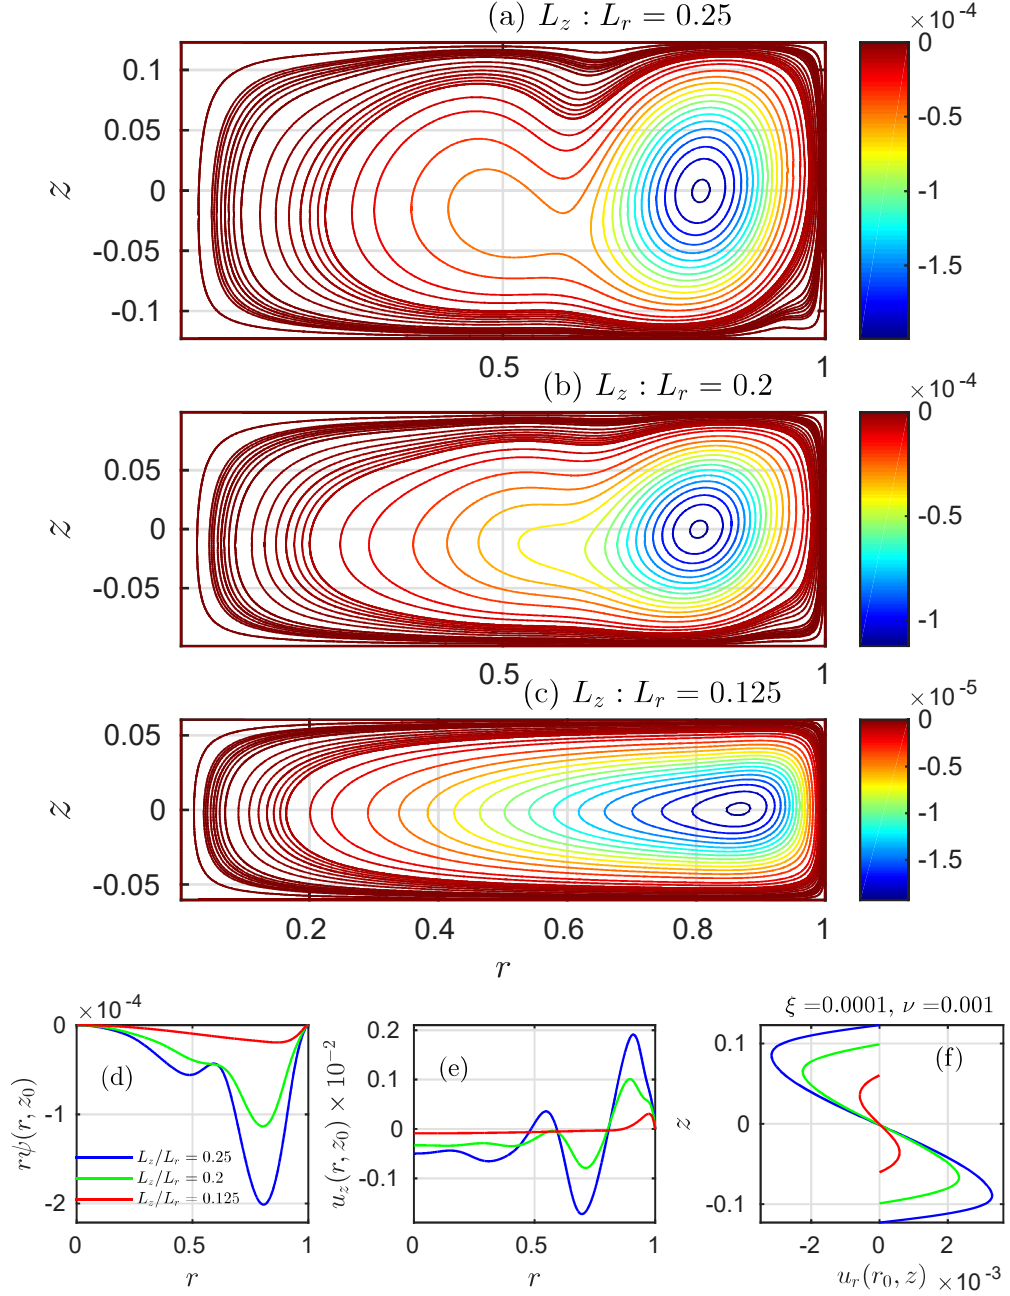 (a) L_z : L_r = 0.25
×10^-4
0.1
0.05
0
-0.05
-0.1
z
0.5
1
0
-0.5
-1
-1.5
(b) L_z : L_r = 0.2
×10^-4
0.05
0
-0.05
z
0.5
1
0
-0.5
-1
(c) L_z : L_r = 0.125
×10^-5
0.05
0
-0.05
z
0.2
0.4
0.6
0.8
1
r
0
-0.5
-1
-1.5
×10^-4
0
-1
-2
rψ(r, z_0)
(d)
L_z/L_r = 0.25
L_z/L_r = 0.2
L_z/L_r = 0.125
0
0.5
1
r
0.2
0.1
0
-0.1
u_z(r, z_0) × 10^-2
(e)
0
0.5
1
r
ξ =0.0001, ν =0.001
0.1
0
-0.1
z
(f)
-2
0
2
u_r(r_0, z)
×10^-3